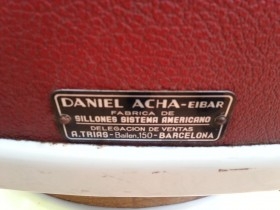 DANIEL ACHA-EIBAR
FABRICA DE
SILLONES SISTEMA AMERICANO
DELEGACION DE VENTAS
A.TRIAS-Bailen,150-BARCELONA